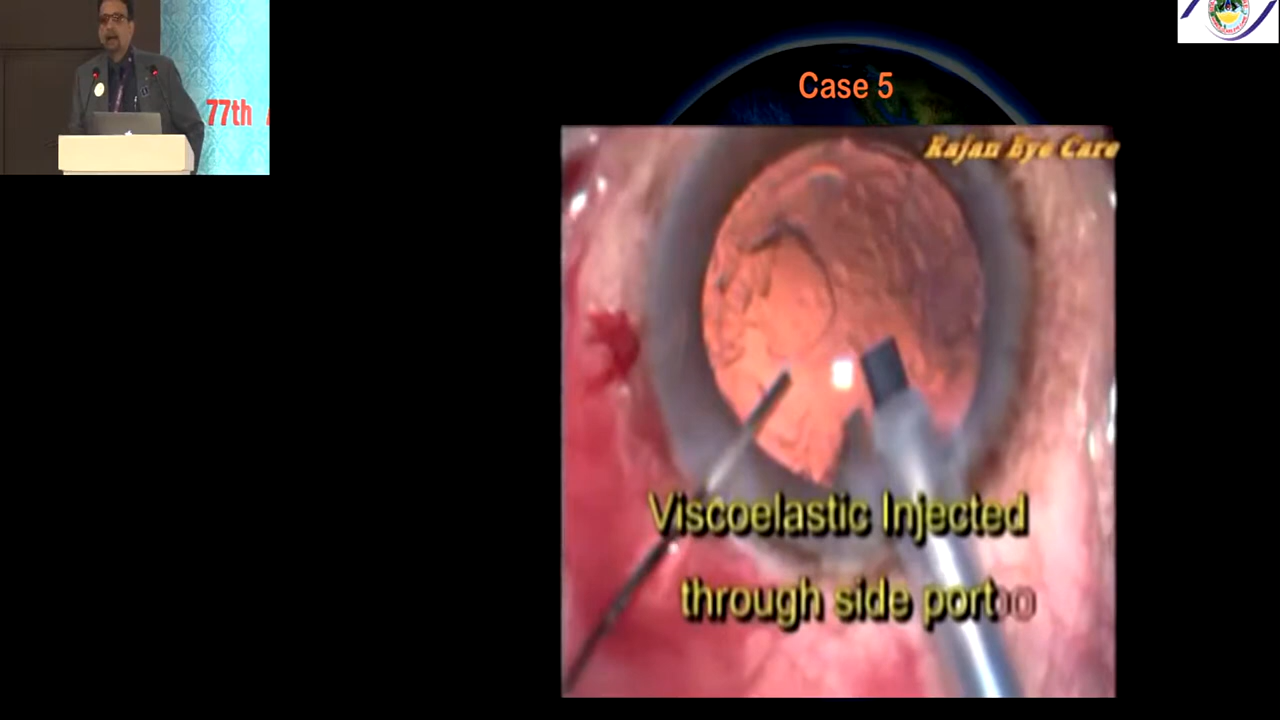 77th
Case 5
Rajan Eye Care
Viscoelastic Injected
through side port